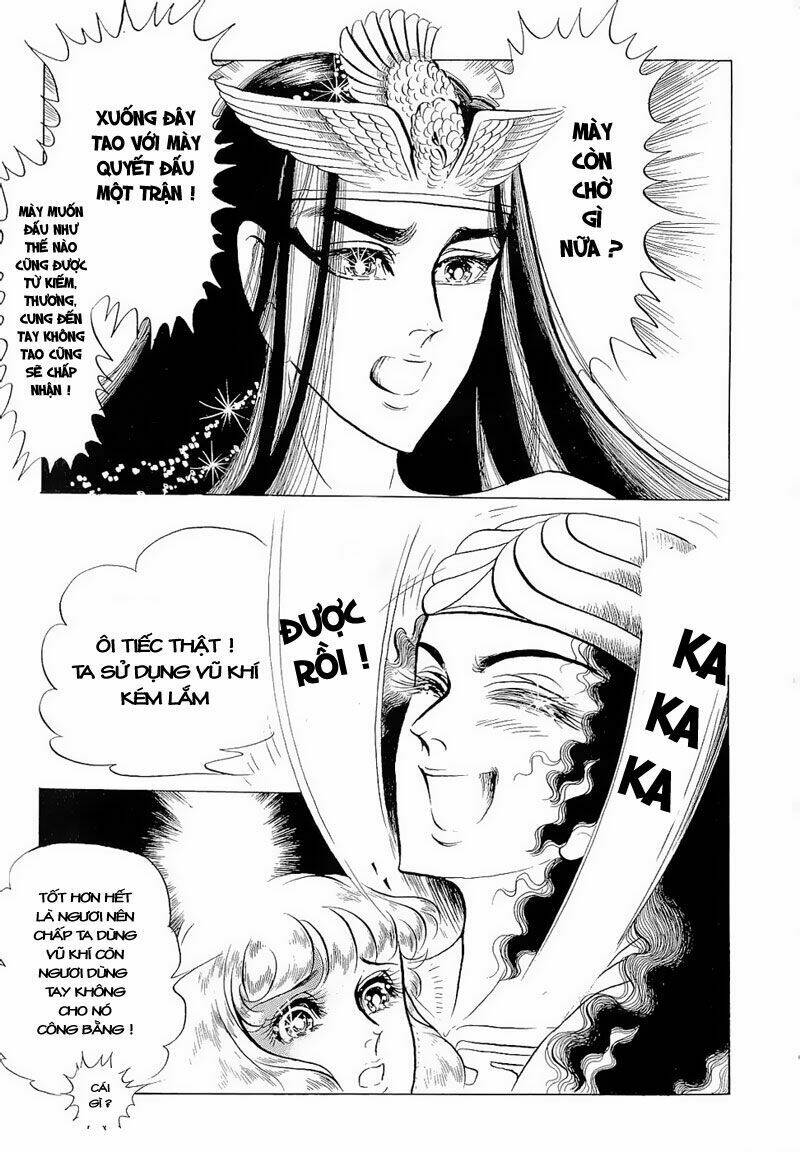 MÀY
CÒN
CHỜ
GÌ
NỮA ?
XUỐNG ĐÂY
TAO VỚI MÀY
QUYẾT ĐẤU
MỘT TRẬN !
MÀY MUỐN
ĐẤU NHƯ
THẾ NÀO
CŨNG ĐƯỢC
TỪ KIẾM,
THƯƠNG,
CUNG ĐẾN
TAY KHÔNG
TAO CŨNG
SẼ CHẤP
NHẬN !
KA
KA
KA
ĐƯỢC
RỒI !
ÔI TIẾC THẬT !
TA SỬ DỤNG VŨ KHÍ
KÉM LẮM
TỐT HƠN HẾT
LÀ NGƯƠI NÊN
CHẤP TA DÙNG
VŨ KHÍ CÒN
NGƯƠI DÙNG
TAY KHÔNG
CHO NÓ
CÔNG BẰNG !
CÁI
GÌ ?